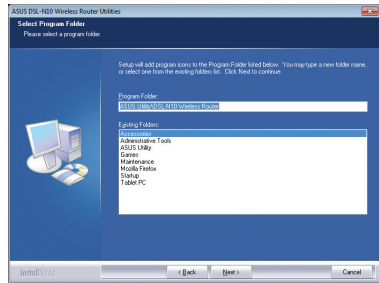 ASUS DSL-N10 Wireless Router Utilities
Select Program Folder
Please select a program folder.
Setup will add program icons to the Program Folder listed below. You may type a new folder name,
or select one from the existing folders list. Click Next to continue.
Program Folder:
ASUS Utility\DSL-N10 Wireless Router
Existing Folders:
Accessories
Administrative Tools
ASUS Utility
Games
Maintenance
Mozilla Firefox
Startup
Tablet PC
InstallShield
< Back
Next >
Cancel